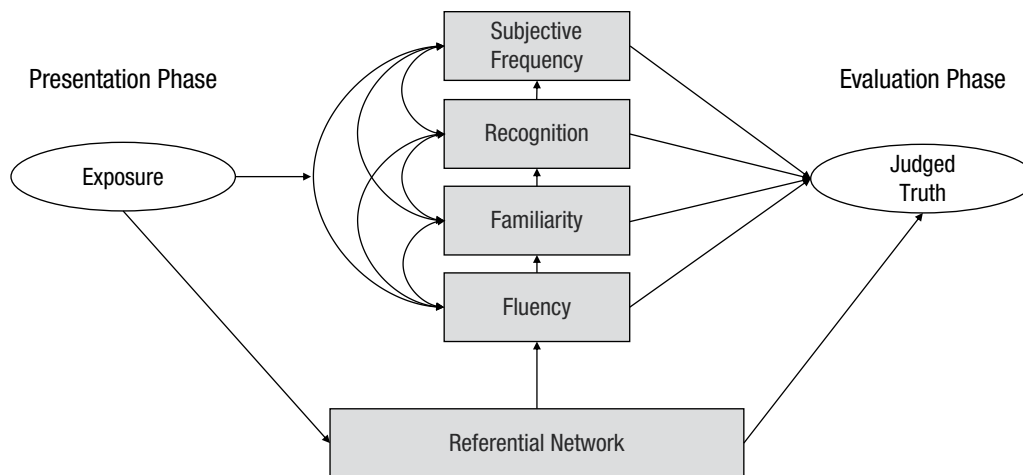 Presentation Phase
Evaluation Phase
Subjective
Frequency
Recognition
Exposure
Familiarity
Judged
Truth
Fluency
Referential Network